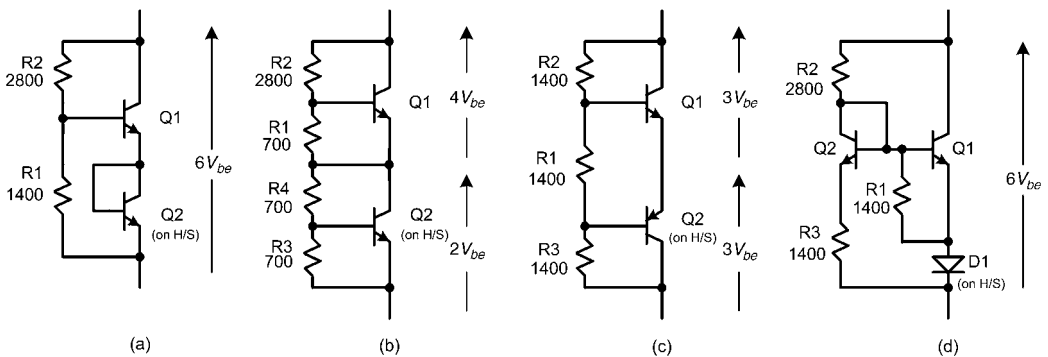 R2
2800
Q1
R1
1400
Q2
(on H/S)
6Vbe
(a)
R2
2800
Q1
R1
700
R4
700
Q2
(on H/S)
R3
700
4Vbe
2Vbe
(b)
R2
1400
Q1
R1
1400
Q2
(on H/S)
R3
1400
3Vbe
3Vbe
(c)
R2
2800
Q2
Q1
R1
1400
R3
1400
D1
(on H/S)
6Vbe
(d)